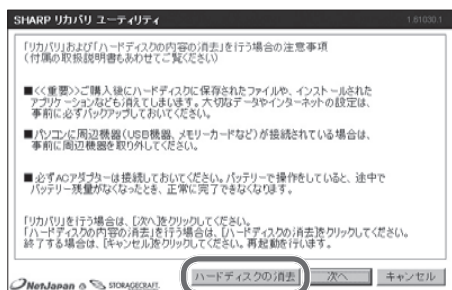 SHARP リカバリ ユーティリティ
1.61030.1
「リカバリ」および「ハードディスクの内容の消去」を行う場合の注意事項
(付属の取扱説明書もあわせてご覧ください)
■<<重要>>ご購入後にハードディスクに保存されたファイルや、インストールされた
アプリケーションなども消えてしまいます。大切なデータやインターネットの設定は、
事前に必ずバックアップしておいてください。
■パソコンに周辺機器(USB機器、メモリーカードなど)が接続されている場合は、
事前に周辺機器を取り外してください。
■必ずACアダプターは接続しておいてください。バッテリーで操作をしていると、途中で
バッテリー残量がなくなったとき、正常に完了できなくなります。
「リカバリ」を行う場合は、[次へ]をクリックしてください。
「ハードディスクの内容の消去」を行う場合は、[ハードディスクの消去]をクリックしてください。
終了する場合は、[キャンセル]をクリックしてください。再起動を行います。
NetJapan & STORAGECRAFT.
ハードディスクの消去
次へ
キャンセル